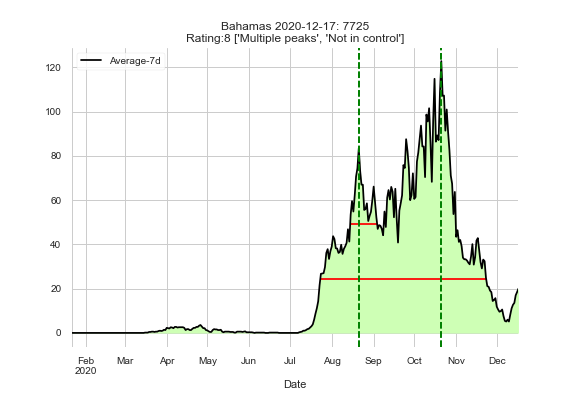 Bahamas 2020-12-17: 7725
Rating:8 ['Multiple peaks', 'Not in control']
Average-7d
120
100
80
60
40
20
0
Feb Mar Apr May Jun Jul Aug Sep Oct Nov Dec
2020
Date